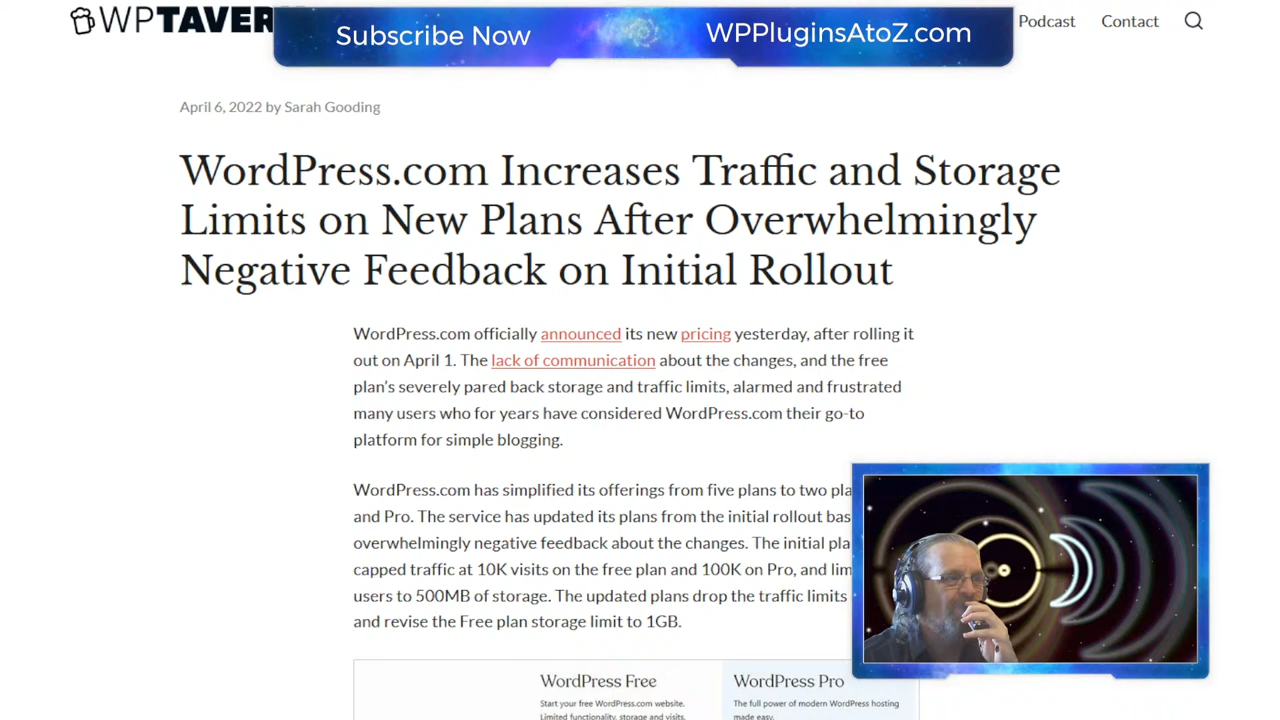 WPTAVER
Subscribe Now
WPPluginsAtoZ.com
Podcast
Contact
April 6, 2022 by Sarah Gooding
WordPress.com Increases Traffic and Storage
Limits on New Plans After Overwhelmingly
Negative Feedback on Initial Rollout
WordPress.com officially announced its new pricing yesterday, after rolling it
out on April 1. The lack of communication about the changes, and the free
plan's severely pared back storage and traffic limits, alarmed and frustrated
many users who for years have considered WordPress.com their go-to
platform for simple blogging.
WordPress.com has simplified its offerings from five plans to two pla
and Pro. The service has updated its plans from the initial rollout bas
overwhelmingly negative feedback about the changes. The initial pla
capped traffic at 10K visits on the free plan and 100K on Pro, and lim
users to 500MB of storage. The updated plans drop the traffic limits
and revise the Free plan storage limit to 1GB.
WordPress Free
WordPress Pro
Start your free WordPress.com website.
Limited functionality, storage and visits.
The full power of modern WordPress hosting
made easy.